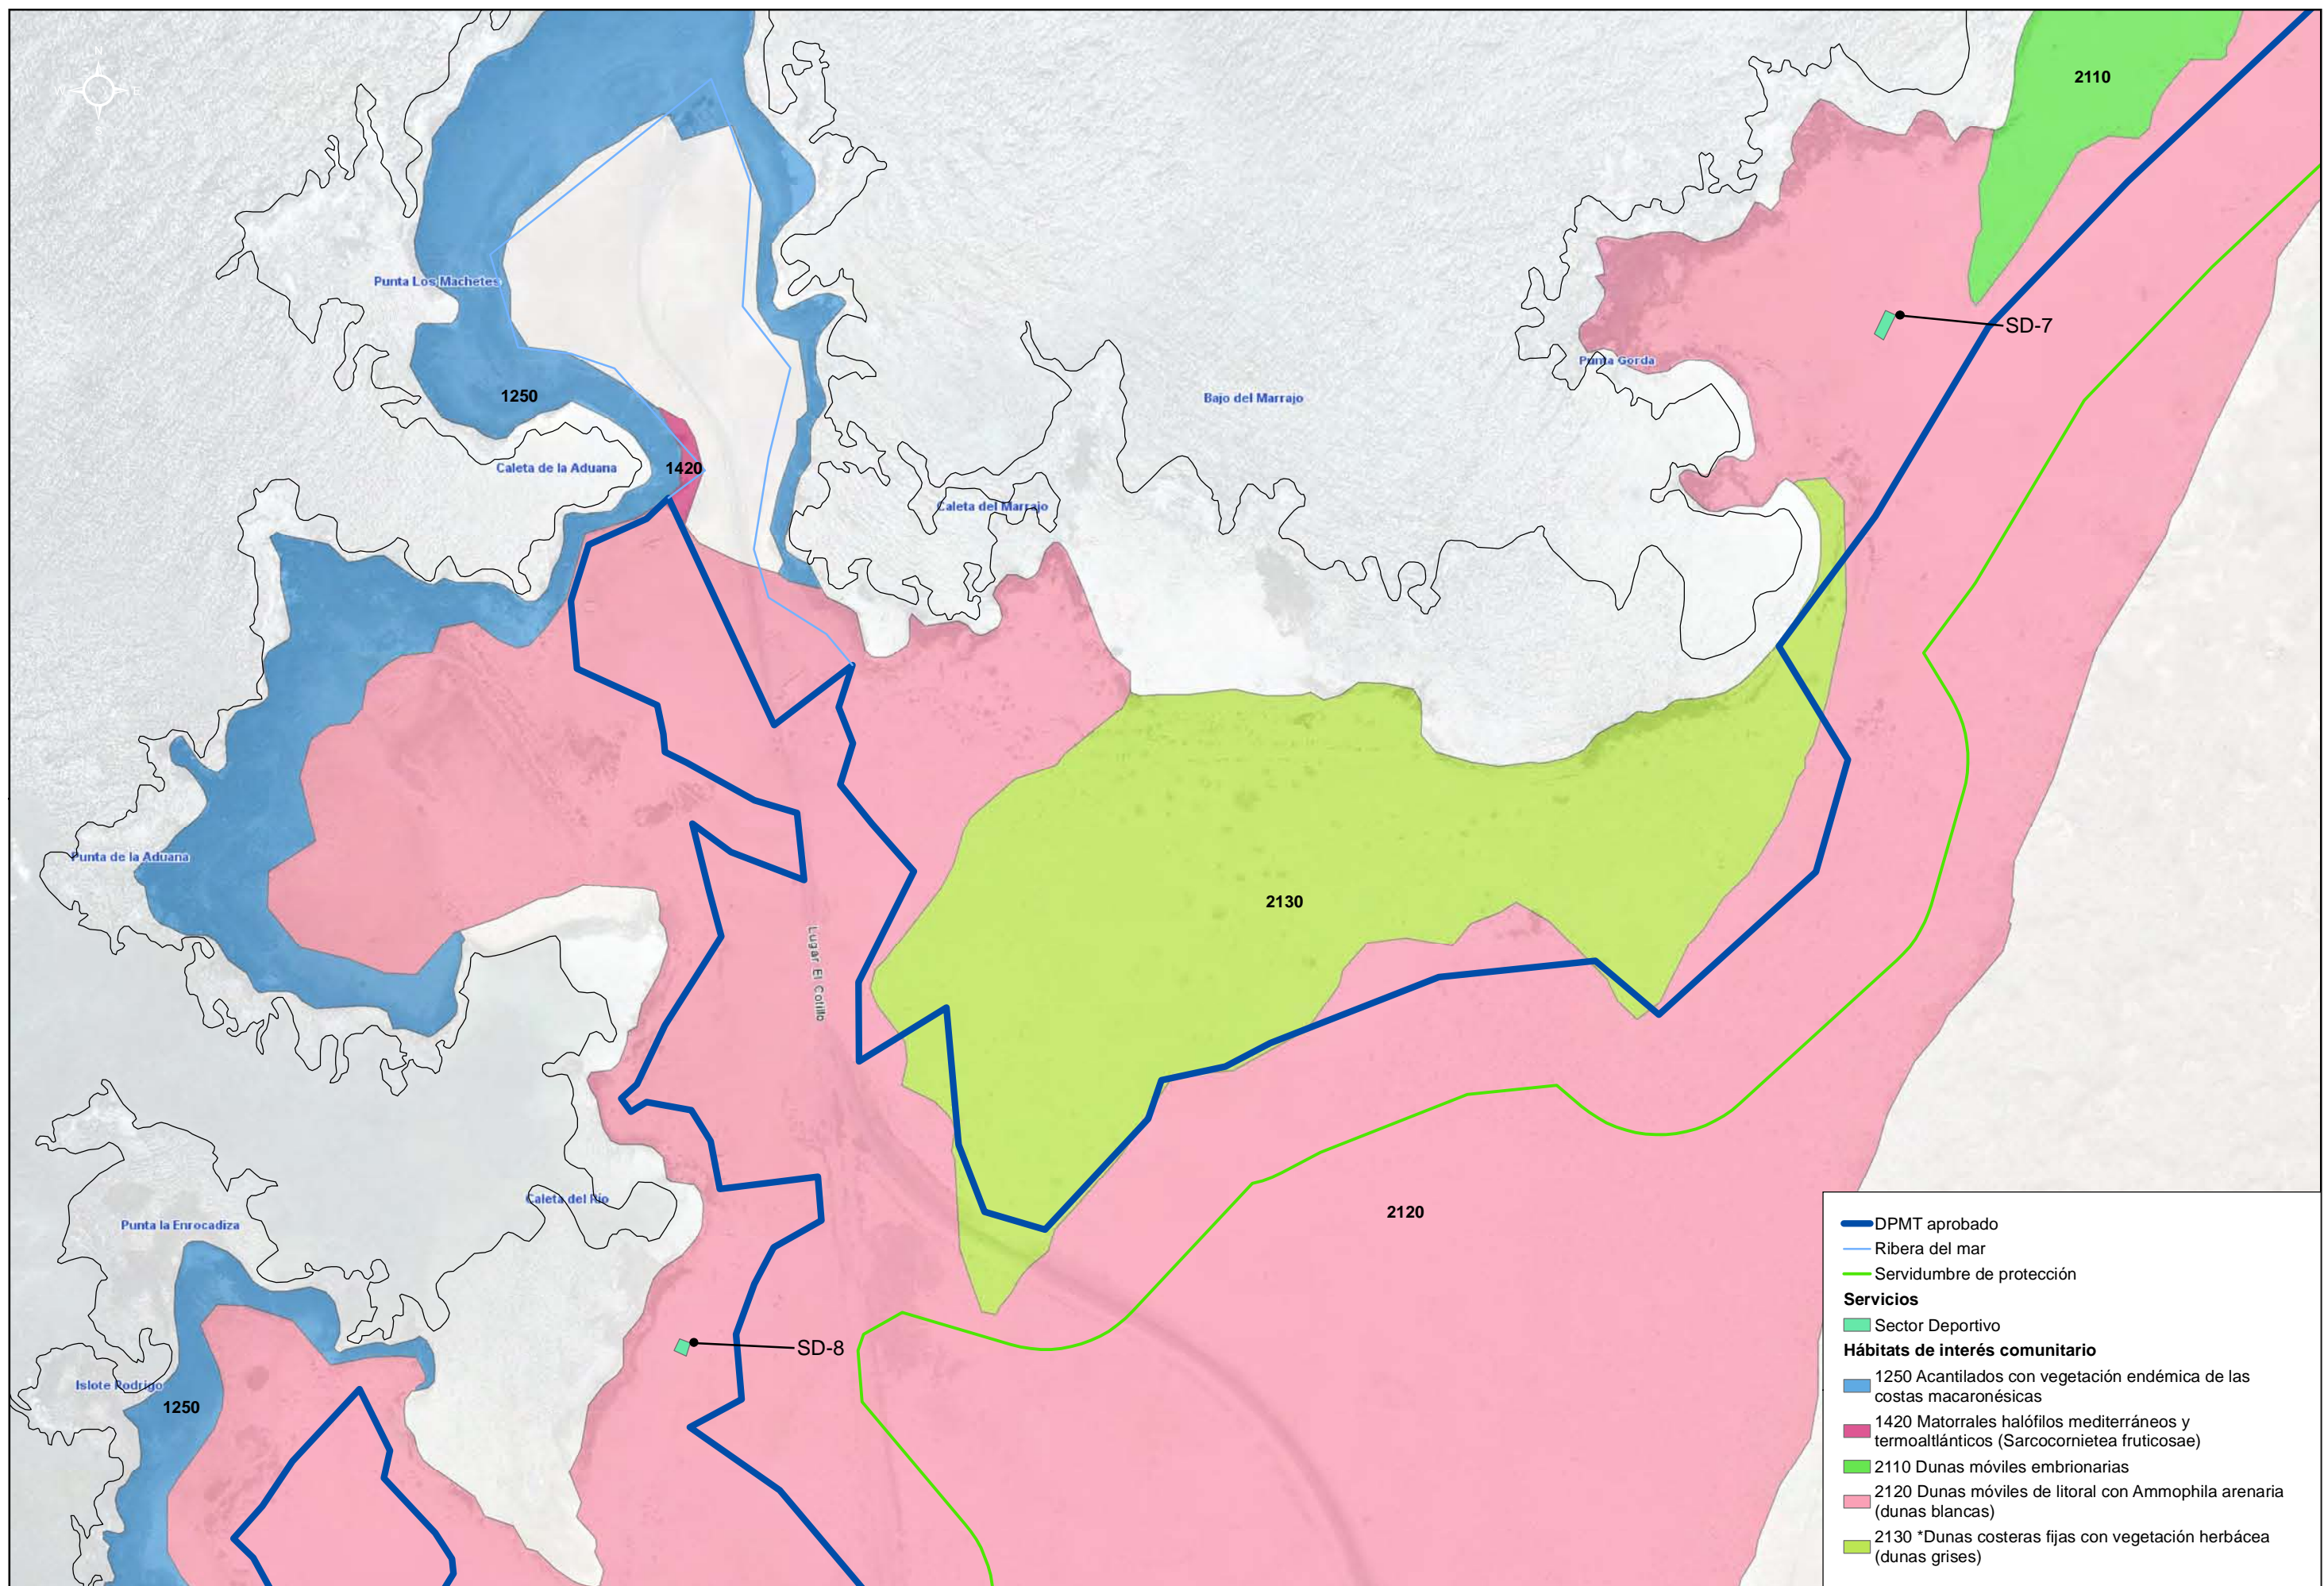 N
W E
2110
Punta Los Machetes
SD-7
Punta Gorda
1250
Bajo del Marrajo
Caleta de la Aduana
1420
Caleta del Marrajo
Punta de la Aduana
2130
Lugar El Cotillo
Caleta del Río
2120
Punta la Enrocadiza
SD-8
Islote Rodrigo
1250
DPMT aprobado
Ribera del mar
Servidumbre de protección
Servicios
Sector Deportivo
Hábitats de interés comunitario
1250 Acantilados con vegetación endémica de las
costas macaronésicas
1420 Matorrales halófilos mediterráneos y
termoaltlánticos (Sarcocornietea fruticosae)
2110 Dunas móviles embrionarias
2120 Dunas móviles de litoral con Ammophila arenaria
(dunas blancas)
2130 *Dunas costeras fijas con vegetación herbácea
(dunas grises)